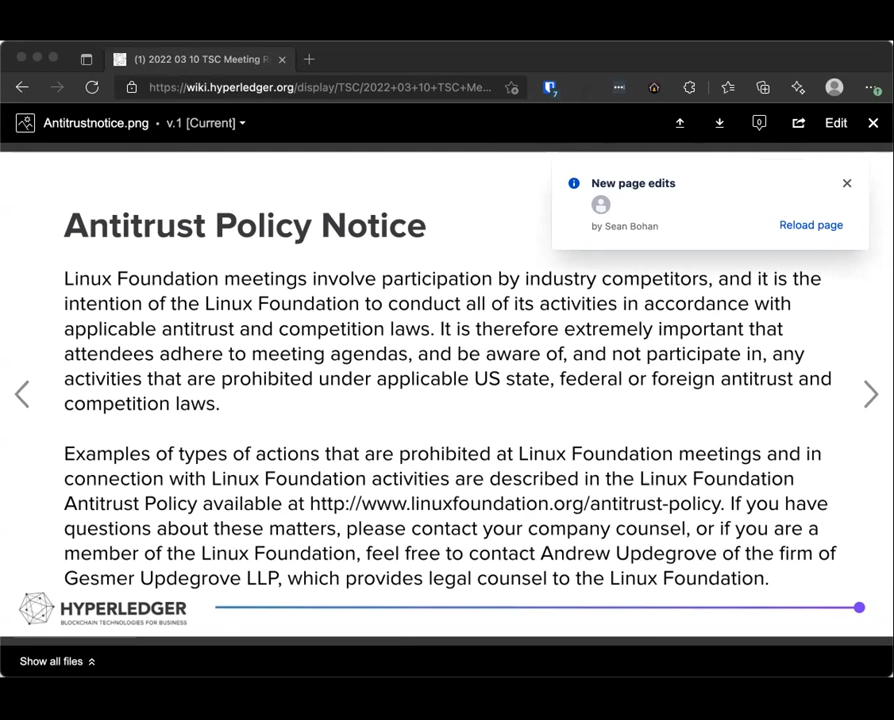 (1) 2022 03 10 TSC Meeting R
https://wiki.hyperledger.org/display/TSC/2022+03+10+TSC+Me...
7
1
Antitrustnotice.png • v.1 [Current]
0
Edit
New page edits
by Sean Bohan
Reload page
Antitrust Policy Notice
Linux Foundation meetings involve participation by industry competitors, and it is the
intention of the Linux Foundation to conduct all of its activities in accordance with
applicable antitrust and competition laws. It is therefore extremely important that
attendees adhere to meeting agendas, and be aware of, and not participate in, any
activities that are prohibited under applicable US state, federal or foreign antitrust and
competition laws.
Examples of types of actions that are prohibited at Linux Foundation meetings and in
connection with Linux Foundation activities are described in the Linux Foundation
Antitrust Policy available at http://www.linuxfoundation.org/antitrust-policy. If you have
questions about these matters, please contact your company counsel, or if you are a
member of the Linux Foundation, feel free to contact Andrew Updegrove of the firm of
Gesmer Updegrove LLP, which provides legal counsel to the Linux Foundation.
HYPERLEDGER
BLOCKCHAIN TECHNOLOGIES FOR BUSINESS
Show all files